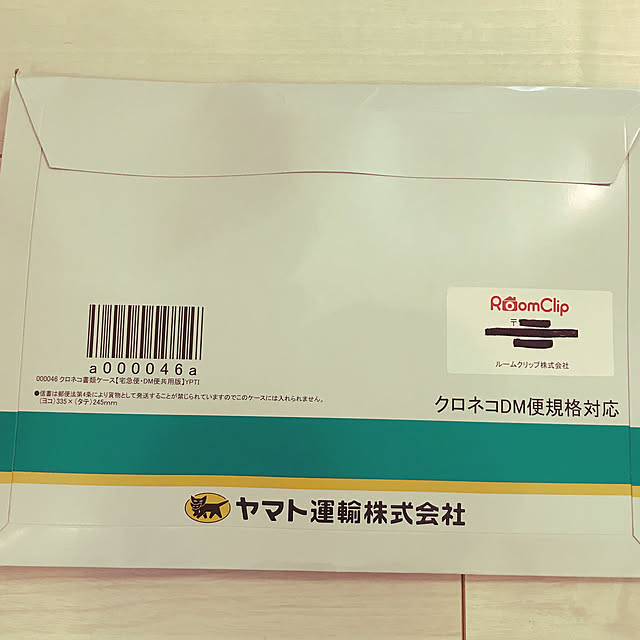 RoomClip
〒
ルームクリップ株式会社
a000046a
000046 クロネコ書類ケース【宅急便・DM便共用版】YPTI
●信書は郵便法第4条により貨物として発送することが禁じられていますのでこのケースには入れられません。
(ヨコ)335×(タテ)245mm
クロネコDM便規格対応
ヤマト運輸株式会社